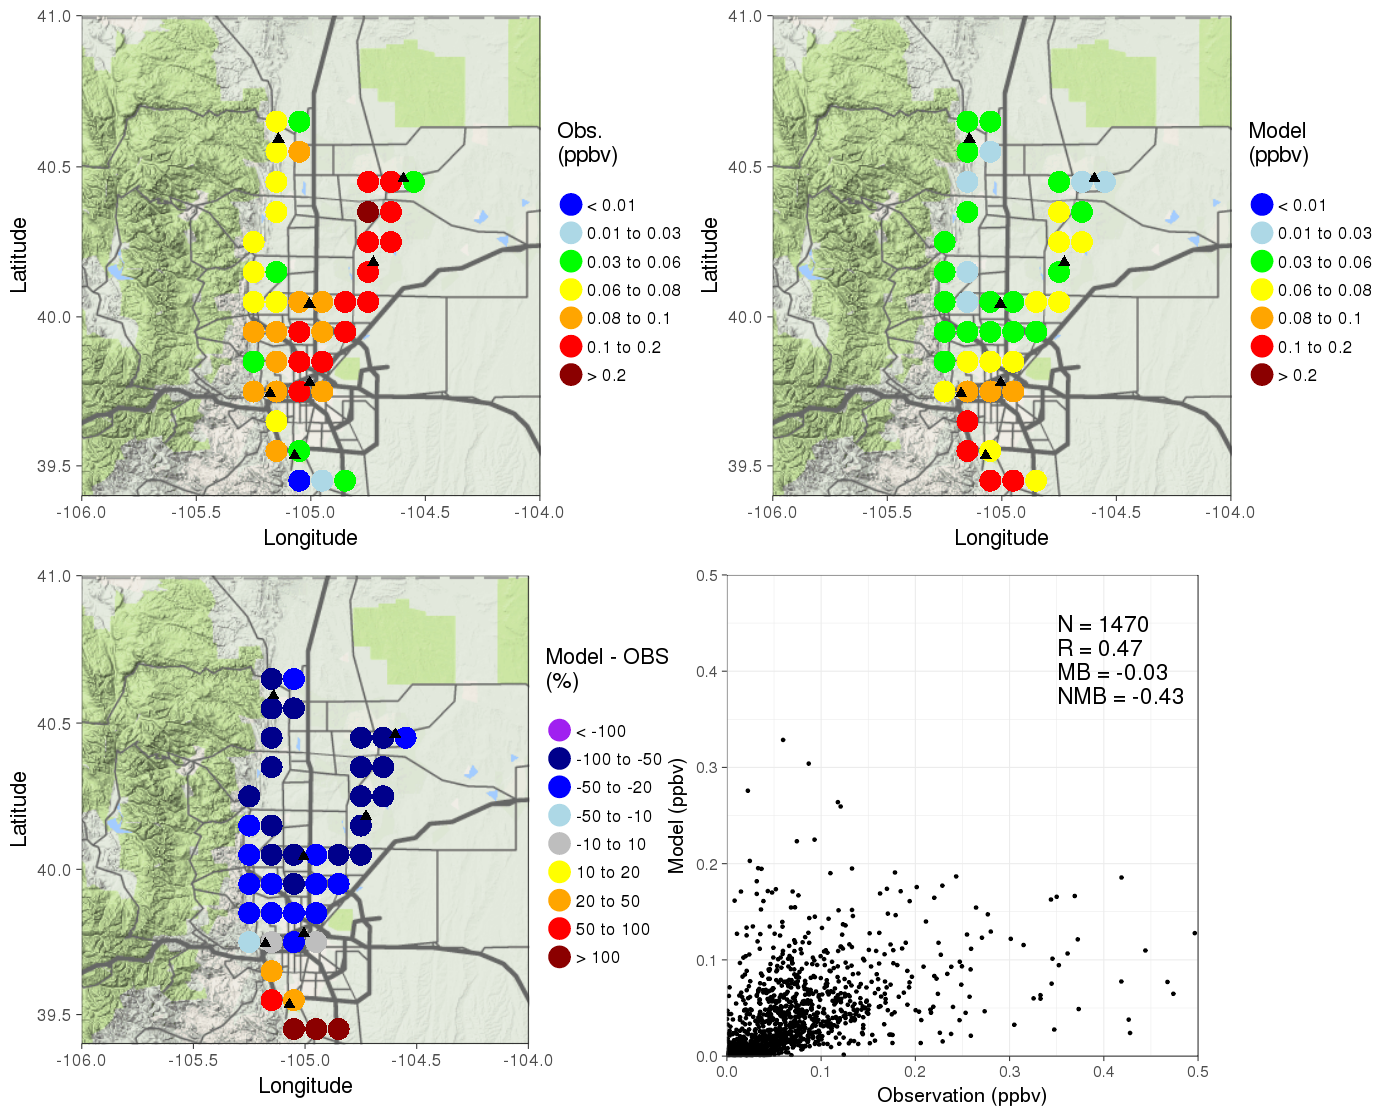 41.0
40.5
40.0
39.5
-106.0 -105.5 -105.0 -104.5 -104.0
Latitude
Longitude
Obs.
(ppbv)
< 0.01
0.01 to 0.03
0.03 to 0.06
0.06 to 0.08
0.08 to 0.1
0.1 to 0.2
> 0.2
41.0
40.5
40.0
39.5
-106.0 -105.5 -105.0 -104.5 -104.0
Latitude
Longitude
Model
(ppbv)
< 0.01
0.01 to 0.03
0.03 to 0.06
0.06 to 0.08
0.08 to 0.1
0.1 to 0.2
> 0.2
41.0
40.5
40.0
39.5
-106.0 -105.5 -105.0 -104.5 -104.0
Latitude
Longitude
Model - OBS
(%)
< -100
-100 to -50
-50 to -20
-50 to -10
-10 to 10
10 to 20
20 to 50
50 to 100
> 100
0.5
0.4
0.3
0.2
0.1
0.0
0.0 0.1 0.2 0.3 0.4 0.5
Model (ppbv)
Observation (ppbv)
N = 1470
R = 0.47
MB = -0.03
NMB = -0.43